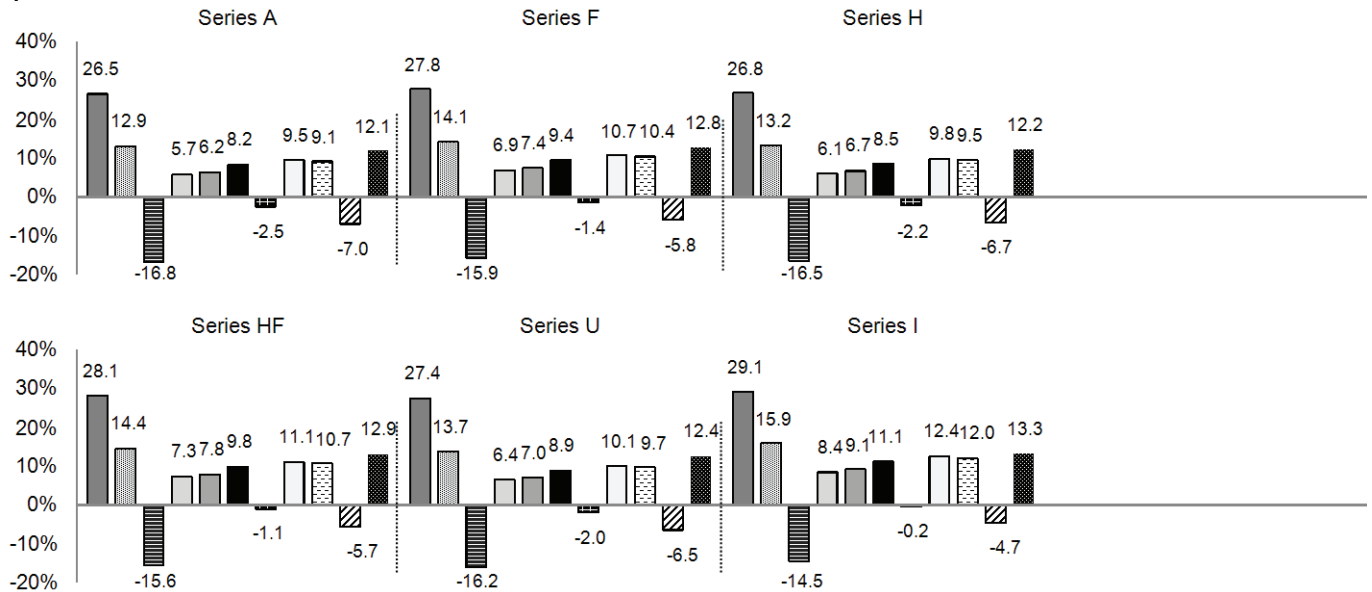 Series A Series F Series H
40%
30%
20%
10%
0%
-10%
-20%
26.5 12.9 -16.8 5.7 6.2 8.2 -2.5 9.5 9.1 -7.0 12.1
27.8 14.1 -15.9 6.9 7.4 9.4 -1.4 10.7 10.4 -5.8 12.8
26.8 13.2 -16.5 6.1 6.7 8.5 -2.2 9.8 9.5 -6.7 12.2
Series HF Series U Series I
40%
30%
20%
10%
0%
-10%
-20%
28.1 14.4 -15.6 7.3 7.8 9.8 -1.1 11.1 10.7 -5.7 12.9
27.4 13.7 -16.2 6.4 7.0 8.9 -2.0 10.1 9.7 -6.5 12.4
29.1 15.9 -14.5 8.4 9.1 11.1 -0.2 12.4 12.0 -4.7 13.3